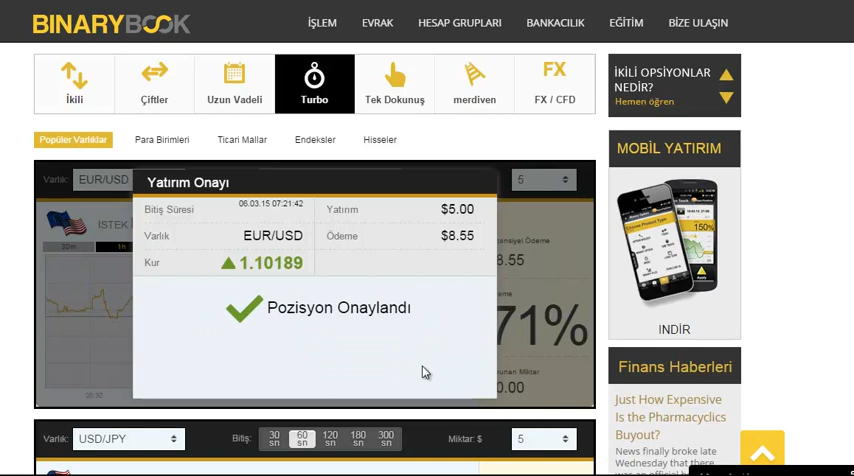 BINARYBOOK
İŞLEM
EVRAK
HESAP GRUPLARI
BANKACILIK
EĞİTİM
BİZE ULAŞIN
İkili
Çiftler
Uzun Vadeli
Turbo
Tek Dokunuş
merdiven
FX
FX / CFD
İKİLİ OPSİYONLAR
NEDİR?
Hemen öğren
Popüler Varlıklar
Para Birimleri
Ticari Mallar
Endeksler
Hisseler
MOBİL YATIRIM
150%
İNDİR
Varlık: EUR/USD
5
Yatırım Onayı
Bitiş Süresi 06.03.15 07:21:42
Yatırım $5.00
Varlık EUR/USD
Ödeme $8.55
Kur 1.10189
Pozisyon Onaylandı
İSTEK
30m
1h
71%
Varlık: USD/JPY
Bitiş:
30 sn
60 sn
120 sn
180 sn
300 sn
Miktar: $ 5
Finans Haberleri
Just How Expensive
Is the Pharmacyclics
Buyout?
News finally broke late
Wednesday that there